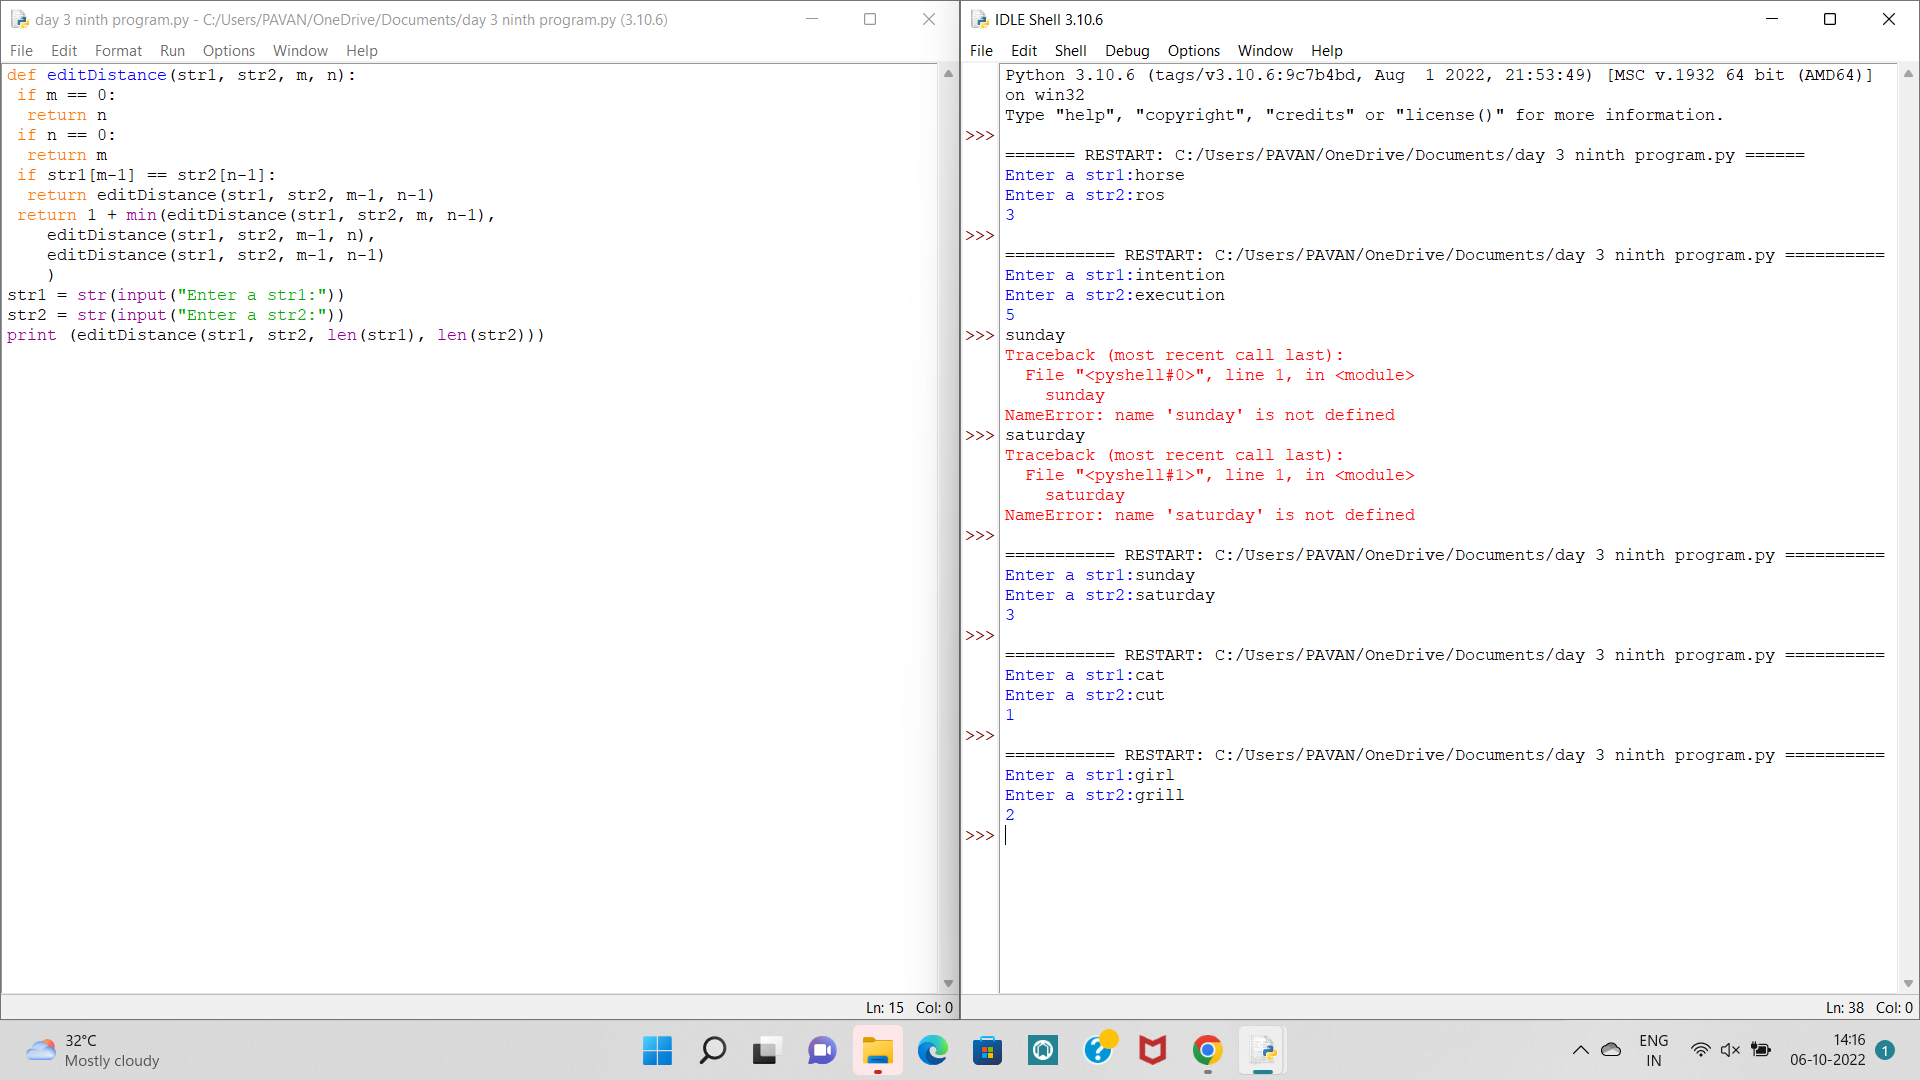 day 3 ninth program.py - C:/Users/PAVAN/OneDrive/Documents/day 3 ninth program.py (3.10.6)
File Edit Format Run Options Window Help
def editDistance(str1, str2, m, n):
 if m == 0:
  return n
 if n == 0:
  return m
 if str1[m-1] == str2[n-1]:
  return editDistance(str1, str2, m-1, n-1)
 return 1 + min(editDistance(str1, str2, m, n-1),
    editDistance(str1, str2, m-1, n),
    editDistance(str1, str2, m-1, n-1)
    )
str1 = str(input("Enter a str1:"))
str2 = str(input("Enter a str2:"))
print (editDistance(str1, str2, len(str1), len(str2)))
Ln: 15 Col: 0
IDLE Shell 3.10.6
File Edit Shell Debug Options Window Help
Python 3.10.6 (tags/v3.10.6:9c7b4bd, Aug  1 2022, 21:53:49) [MSC v.1932 64 bit (AMD64)]
on win32
Type "help", "copyright", "credits" or "license()" for more information.
>>>
======= RESTART: C:/Users/PAVAN/OneDrive/Documents/day 3 ninth program.py ======
Enter a str1:horse
Enter a str2:ros
3
>>>
=========== RESTART: C:/Users/PAVAN/OneDrive/Documents/day 3 ninth program.py ==========
Enter a str1:intention
Enter a str2:execution
5
>>> sunday
Traceback (most recent call last):
  File "<pyshell#0>", line 1, in <module>
    sunday
NameError: name 'sunday' is not defined
>>> saturday
Traceback (most recent call last):
  File "<pyshell#1>", line 1, in <module>
    saturday
NameError: name 'saturday' is not defined
>>>
=========== RESTART: C:/Users/PAVAN/OneDrive/Documents/day 3 ninth program.py ==========
Enter a str1:sunday
Enter a str2:saturday
3
>>>
=========== RESTART: C:/Users/PAVAN/OneDrive/Documents/day 3 ninth program.py ==========
Enter a str1:cat
Enter a str2:cut
1
>>>
=========== RESTART: C:/Users/PAVAN/OneDrive/Documents/day 3 ninth program.py ==========
Enter a str1:girl
Enter a str2:grill
2
>>>
Ln: 38 Col: 0
32°C
Mostly cloudy
ENG
IN
14:16
06-10-2022
1